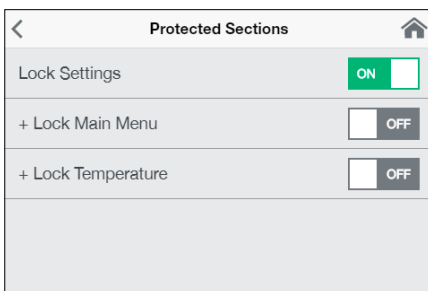 Protected Sections
Lock Settings ON
+ Lock Main Menu OFF
+ Lock Temperature OFF